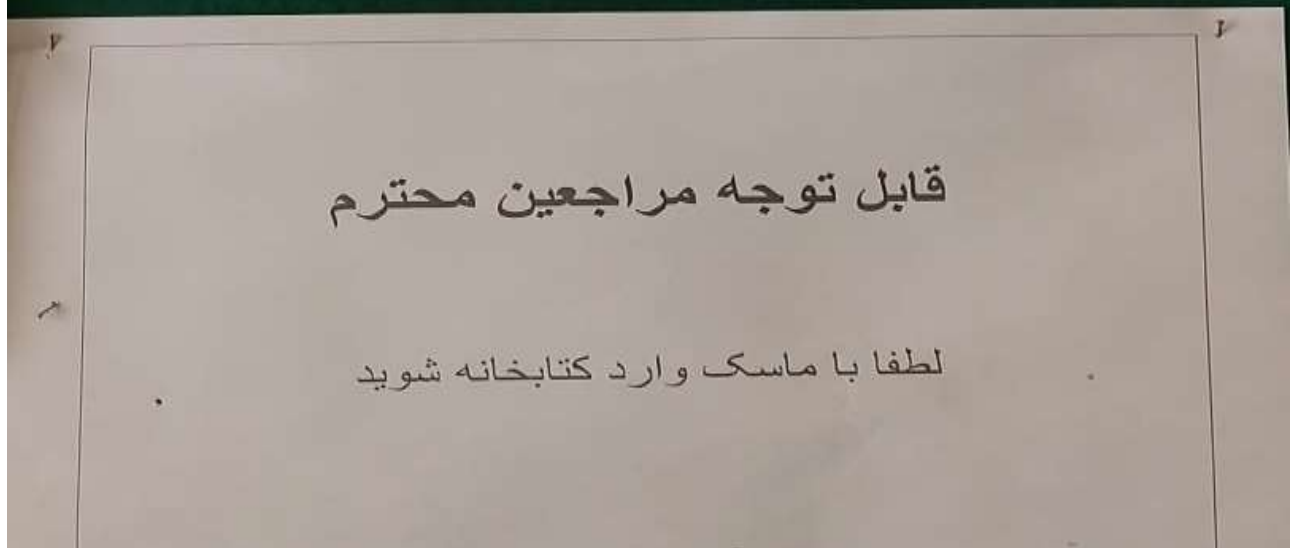 قابل توجه مراجعین محترم
لطفا با ماسک وارد کتابخانه شوید